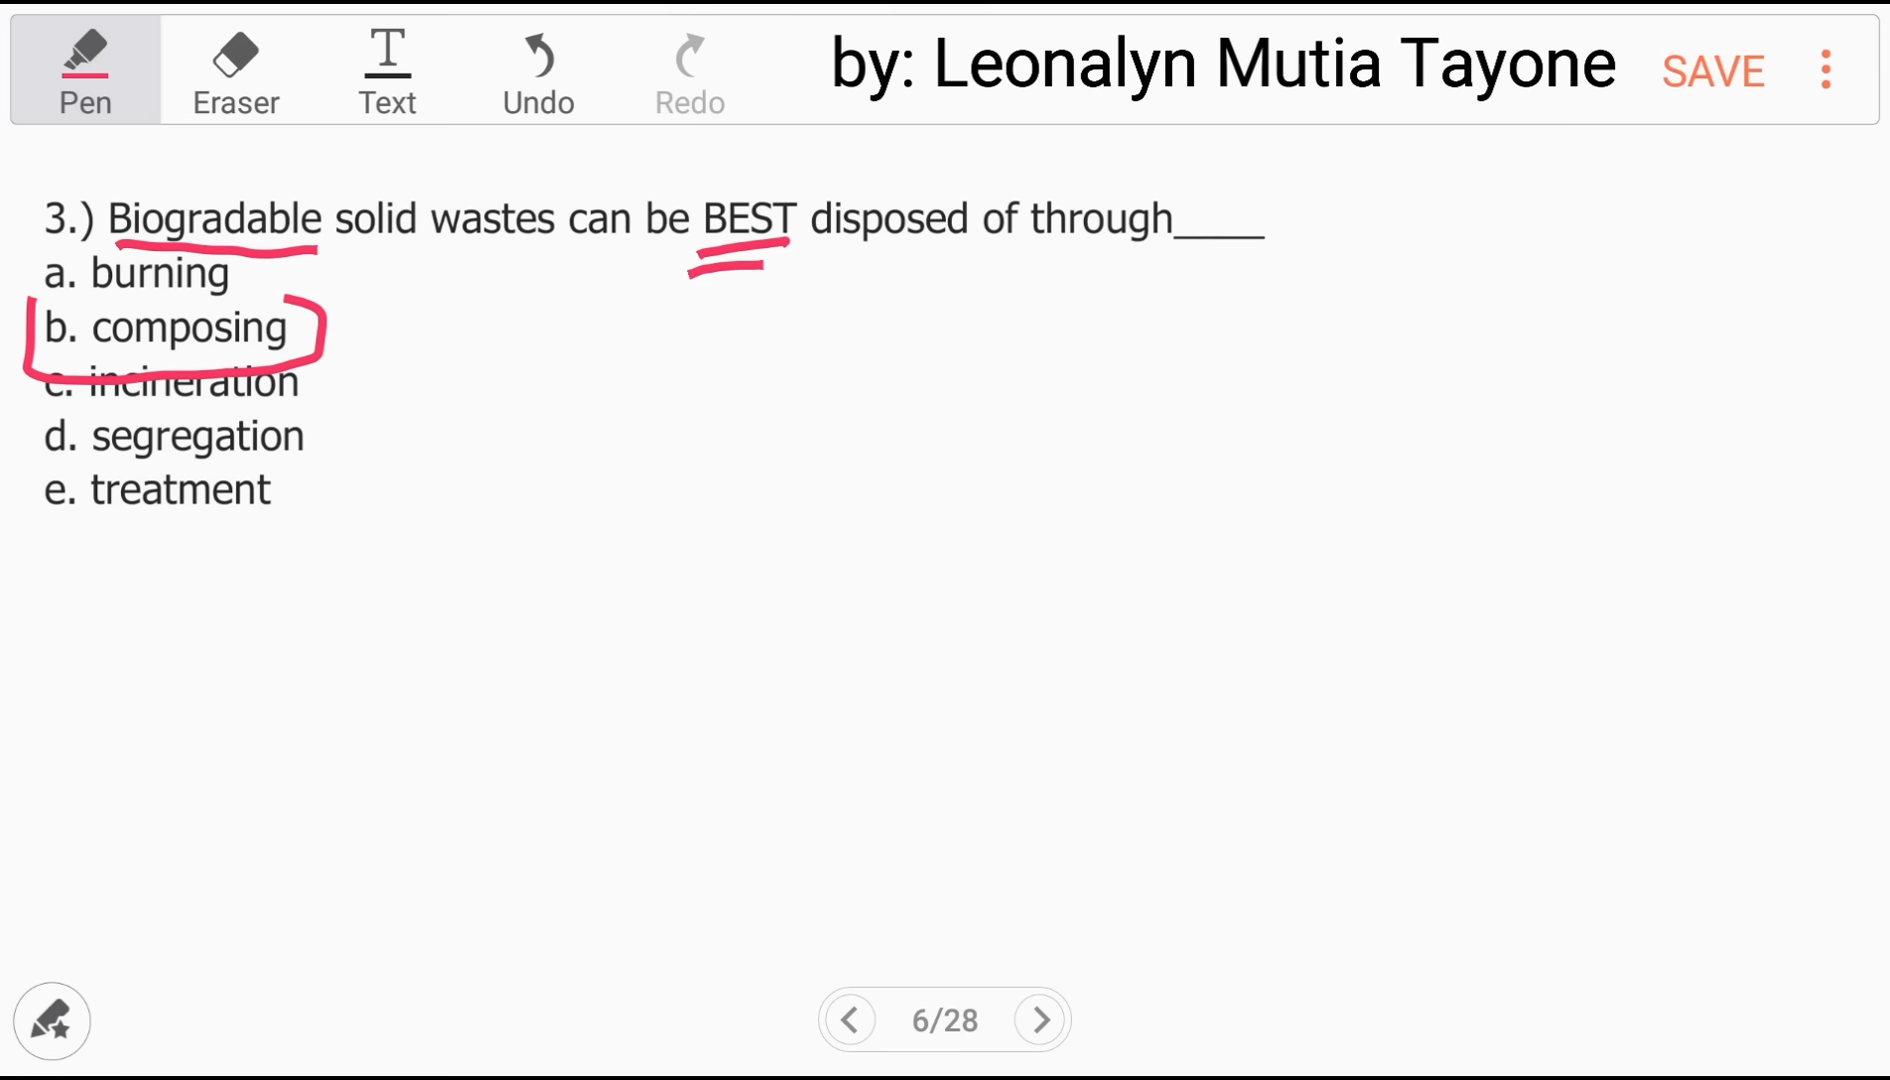 Pen
Eraser
Text
Undo
Redo
by: Leonalyn Mutia Tayone
SAVE
3.) Biogradable solid wastes can be BEST disposed of through_____
a. burning
b. composing
c. incineration
d. segregation
e. treatment
6/28